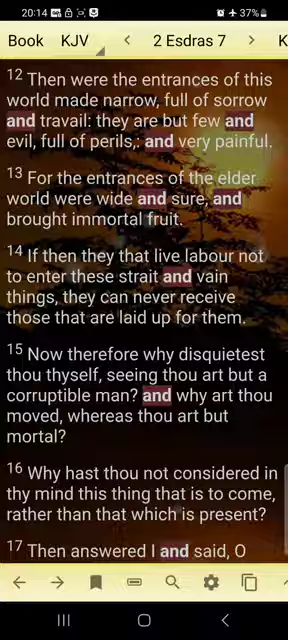 20:14 37%
Book KJV < 2 Esdras 7 > K
12 Then were the entrances of this
world made narrow, full of sorrow
and travail: they are but few and
evil, full of perils,: and very painful.
13 For the entrances of the elder
world were wide and sure, and
brought immortal fruit.
14 If then they that live labour not
to enter these strait and vain
things, they can never receive
those that are laid up for them.
15 Now therefore why disquietest
thou thyself, seeing thou art but a
corruptible man? and why art thou
moved, whereas thou art but
mortal?
16 Why hast thou not considered in
thy mind this thing that is to come,
rather than that which is present?
17 Then answered I and said, O